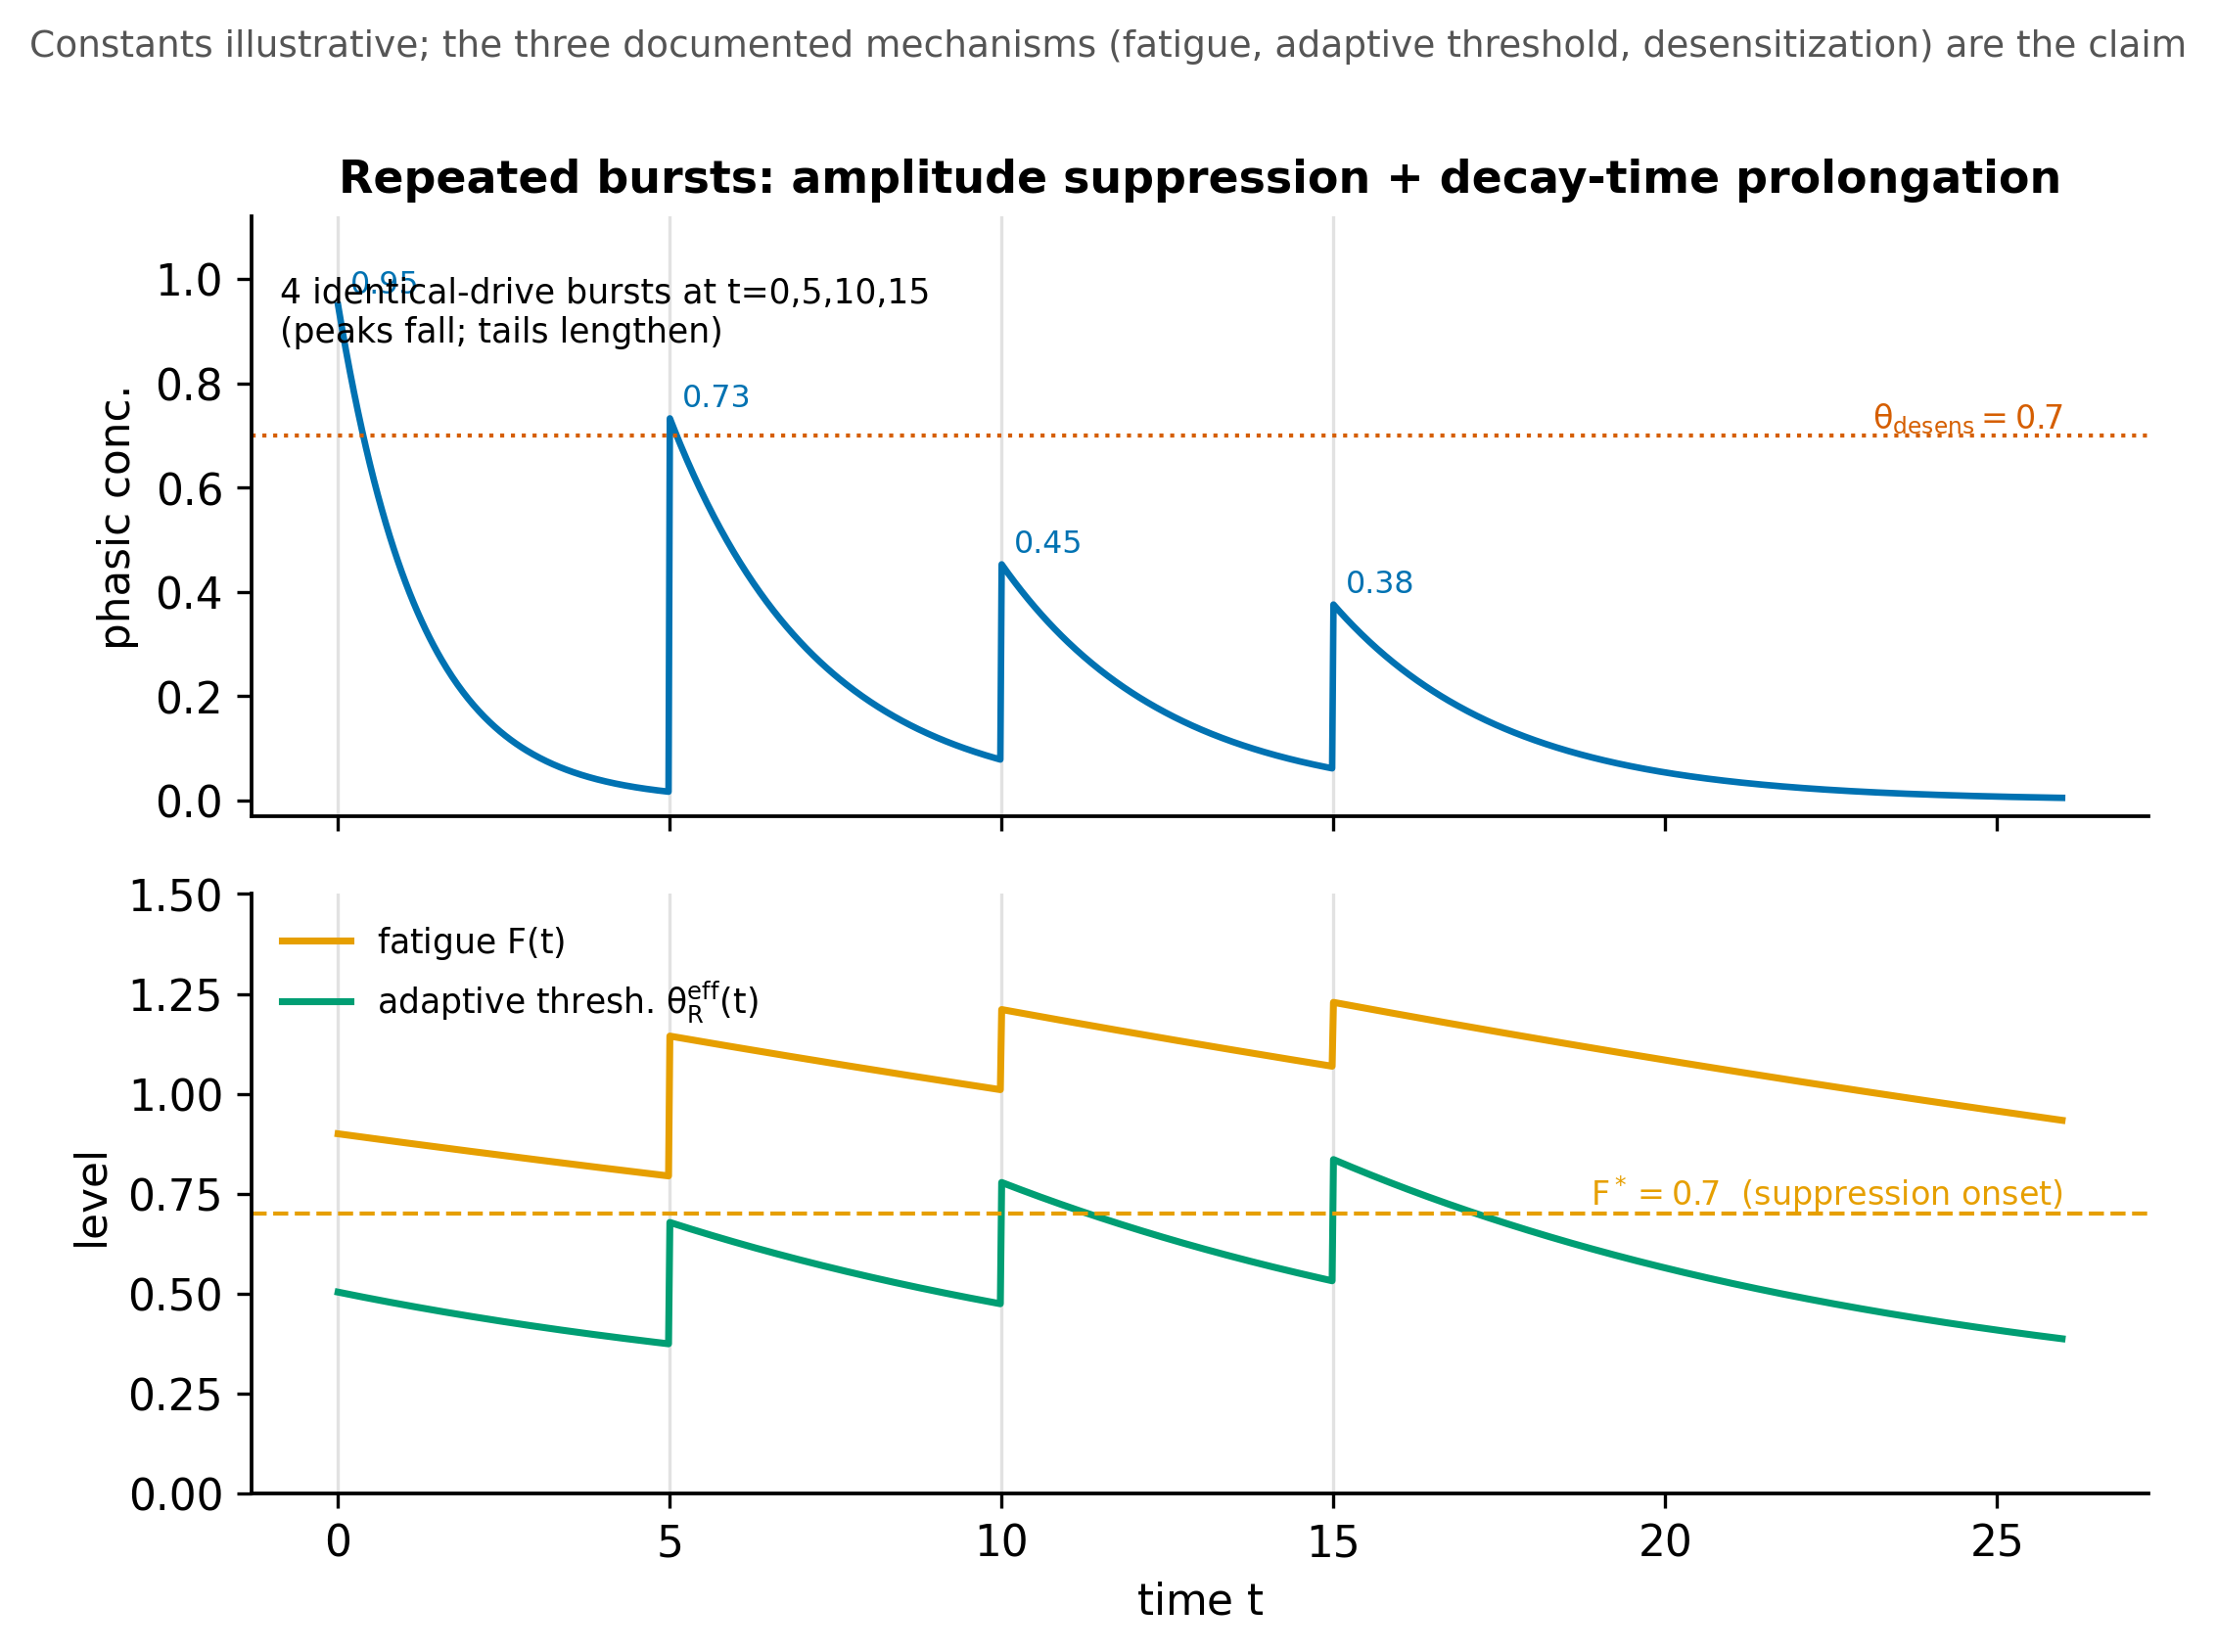 Constants illustrative; the three documented mechanisms (fatigue, adaptive threshold, desensitization) are the claim
Repeated bursts: amplitude suppression + decay-time prolongation
phasic conc.
1.0
0.8
0.6
0.4
0.2
0.0
0.95
4 identical-drive bursts at t=0,5,10,15
(peaks fall; tails lengthen)
0.73
0.45
0.38
θdesens = 0.7
level
1.50
1.25
1.00
0.75
0.50
0.25
0.00
fatigue F(t)
adaptive thresh. θ_R^eff(t)
F* = 0.7 (suppression onset)
0 5 10 15 20 25
time t